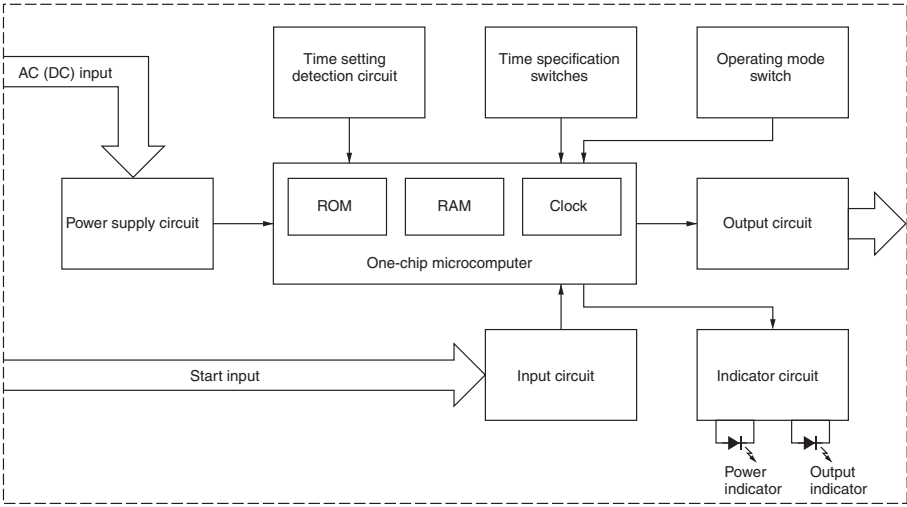 AC (DC) input
Time setting
detection circuit
Time specification
switches
Operating mode
switch
Power supply circuit
ROM
RAM
Clock
One-chip microcomputer
Output circuit
Start input
Input circuit
Indicator circuit
Power
indicator
Output
indicator